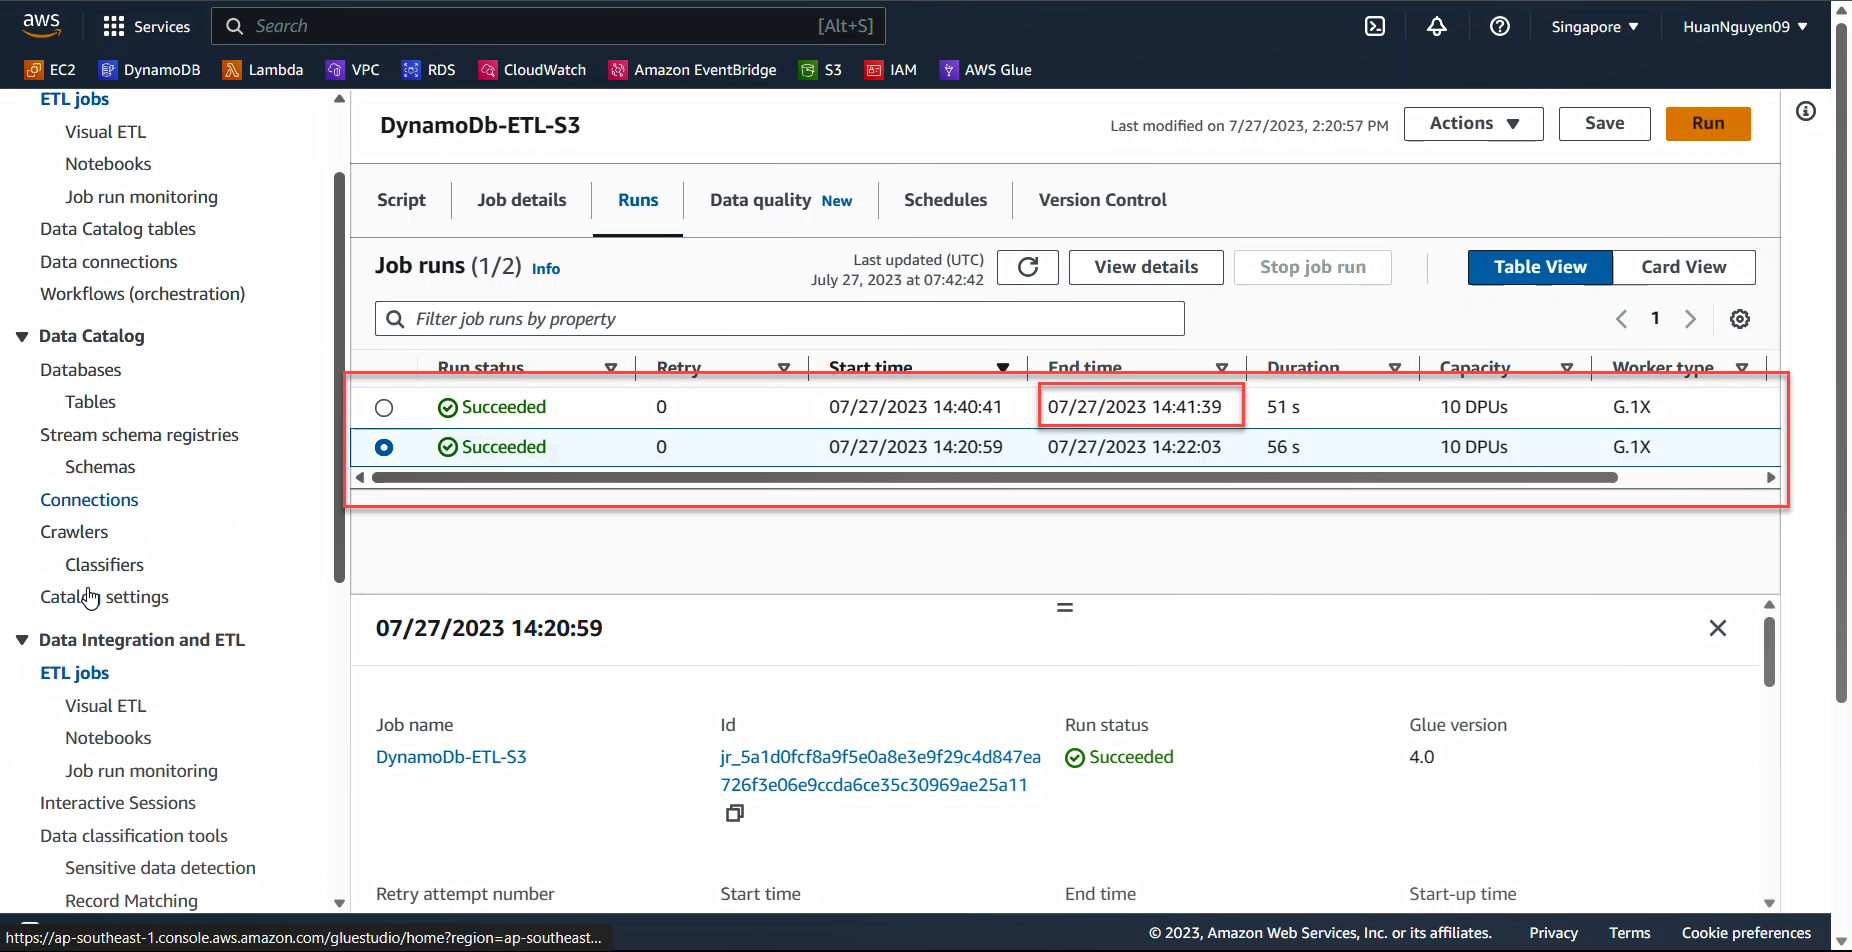 aws
Services
Search
[Alt+S]
Singapore
HuanNguyen09
EC2
DynamoDB
Lambda
VPC
RDS
CloudWatch
Amazon EventBridge
S3
IAM
AWS Glue
ETL jobs
Visual ETL
Notebooks
Job run monitoring
Data Catalog tables
Data connections
Workflows (orchestration)
Data Catalog
Databases
Tables
Stream schema registries
Schemas
Connections
Crawlers
Classifiers
Catalog settings
Data Integration and ETL
ETL jobs
Visual ETL
Notebooks
Job run monitoring
Interactive Sessions
Data classification tools
Sensitive data detection
Record Matching
DynamoDb-ETL-S3
Last modified on 7/27/2023, 2:20:57 PM
Actions
Save
Run
Script
Job details
Runs
Data quality New
Schedules
Version Control
Job runs (1/2) Info
Last updated (UTC)
July 27, 2023 at 07:42:42
View details
Stop job run
Table View
Card View
Filter job runs by property
1
Run status Retry Start time End time Duration Capacity Worker type
Succeeded 0 07/27/2023 14:40:41 07/27/2023 14:41:39 51 s 10 DPUs G.1X
Succeeded 0 07/27/2023 14:20:59 07/27/2023 14:22:03 56 s 10 DPUs G.1X
07/27/2023 14:20:59
Job name
DynamoDb-ETL-S3
Id
jr_5a1d0fcf8a9f5e0a8e3e9f29c4d847ea
726f3e06e9ccda6ce35c30969ae25a11
Run status
Succeeded
Glue version
4.0
Retry attempt number
Start time
End time
Start-up time
https://ap-southeast-1.console.aws.amazon.com/gluestudio/home?region=ap-southeast...
© 2023, Amazon Web Services, Inc. or its affiliates.
Privacy
Terms
Cookie preferences